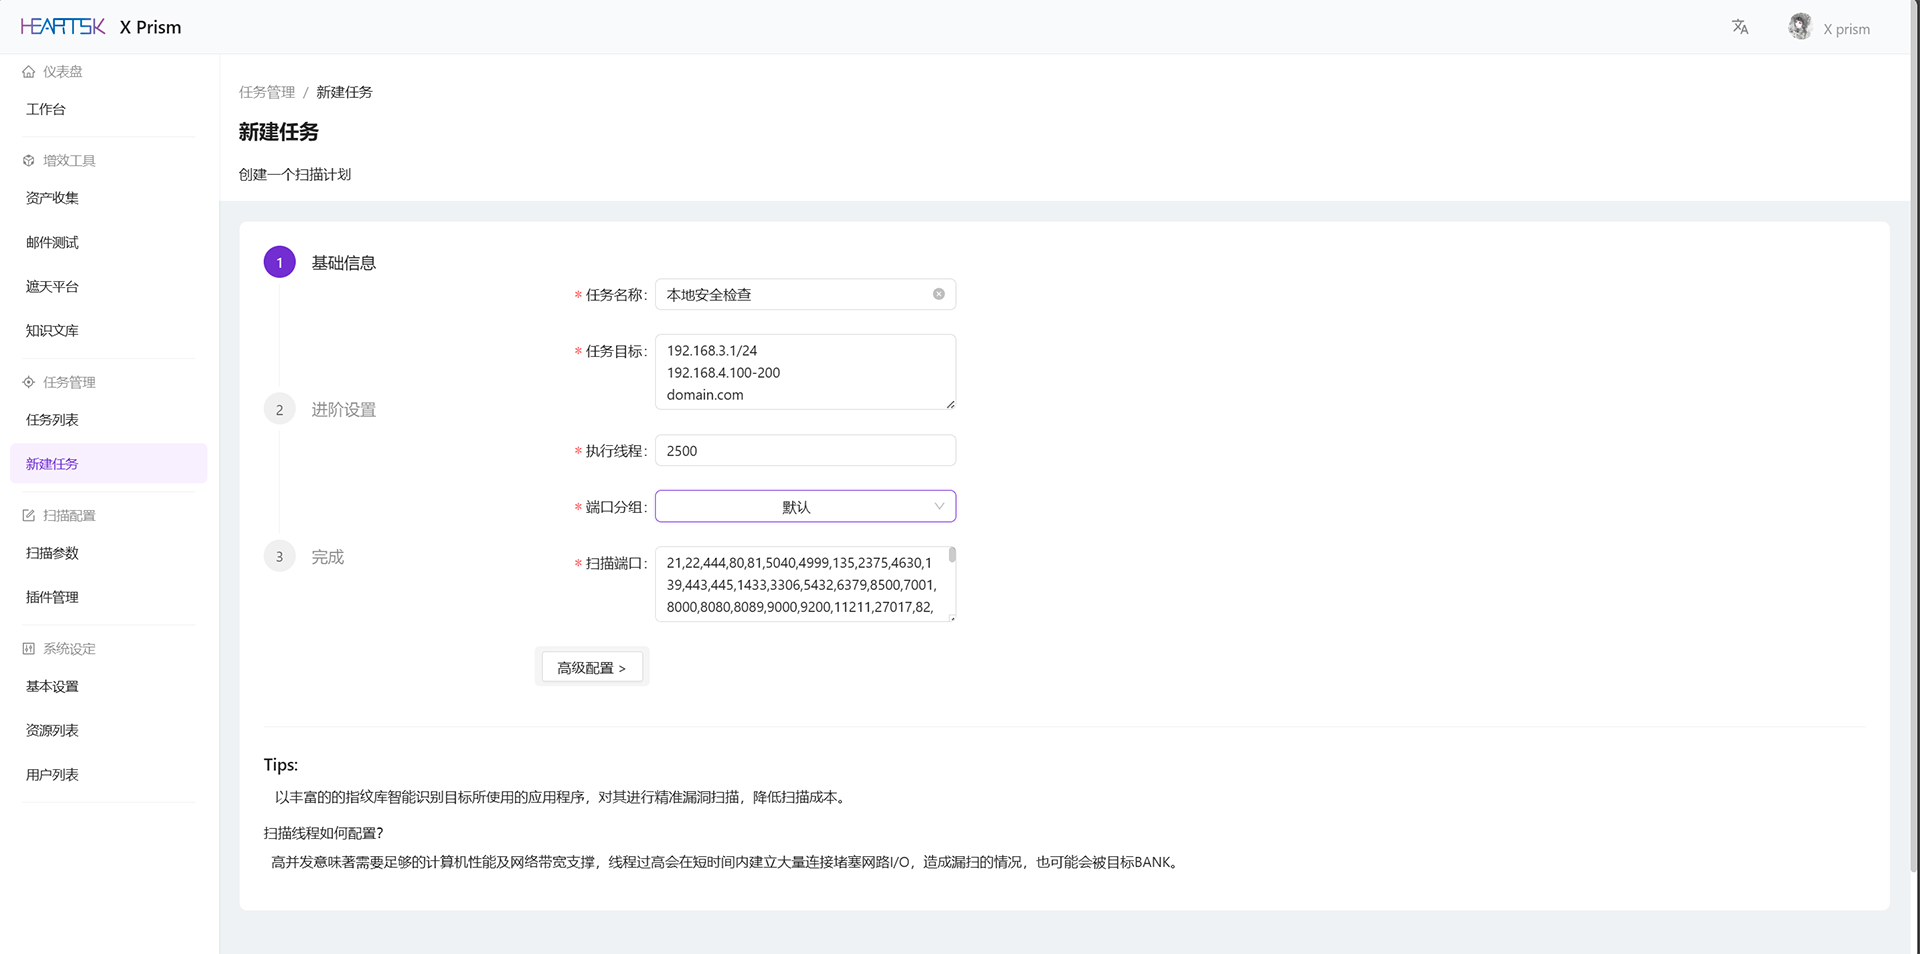 HEARTSK X Prism
X prism
仪表盘
工作台
增效工具
资产收集
邮件测试
遮天平台
知识文库
任务管理
任务列表
新建任务
扫描配置
扫描参数
插件管理
系统设定
基本设置
资源列表
用户列表
任务管理 / 新建任务
新建任务
创建一个扫描计划
1 基础信息
* 任务名称: 本地安全检查
* 任务目标: 192.168.3.1/24
192.168.4.100-200
domain.com
2 进阶设置
* 执行线程: 2500
* 端口分组: 默认
3 完成
* 扫描端口: 21,22,444,80,81,5040,4999,135,2375,4630,1
39,443,445,1433,3306,5432,6379,8500,7001,
8000,8080,8089,9000,9200,11211,27017,82,
高级配置 >
Tips:
以丰富的的指纹库智能识别目标所使用的应用程序，对其进行精准漏洞扫描，降低扫描成本。
扫描线程如何配置?
高并发意味著需要足够的计算机性能及网络带宽支撑，线程过高会在短时间内建立大量连接堵塞网路I/O，造成漏扫的情况，也可能会被目标BANK。